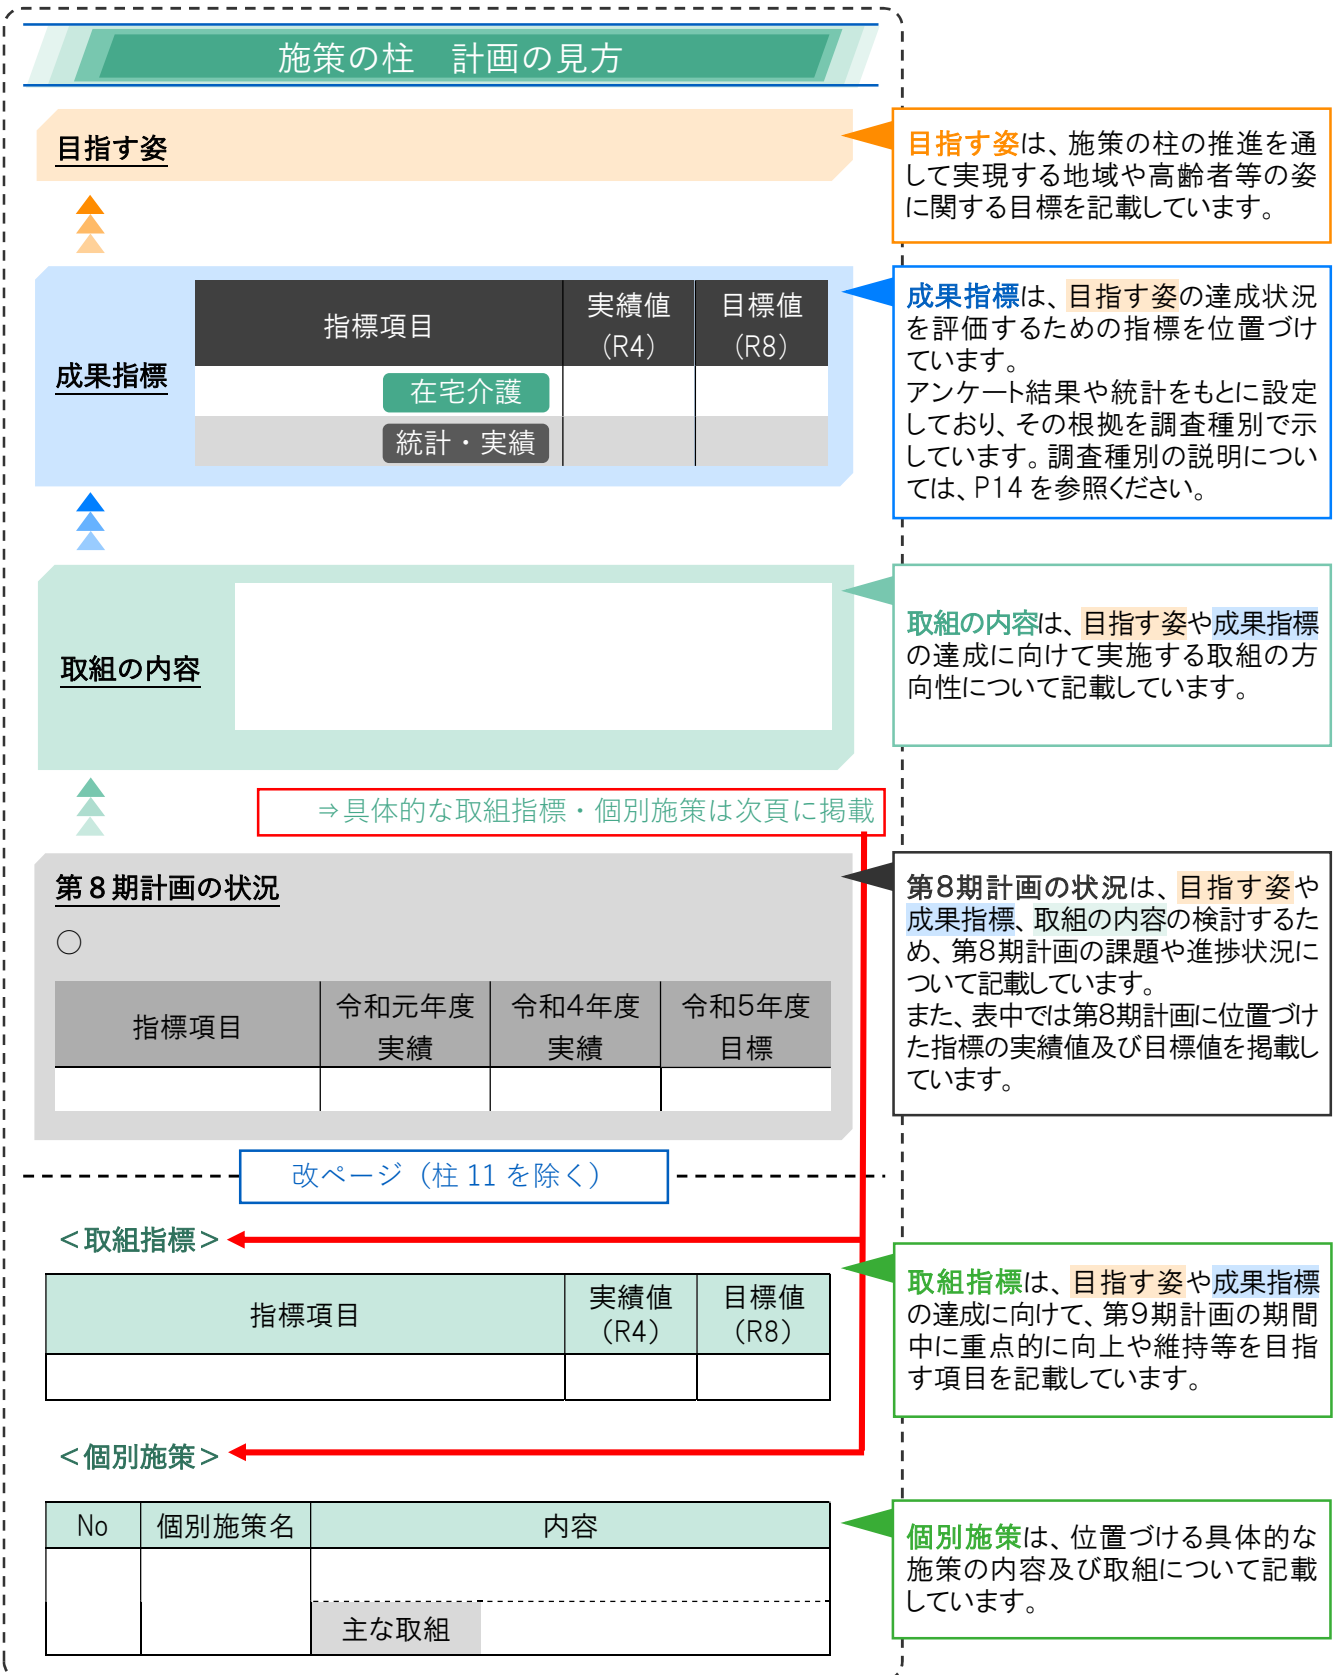 施策の柱　計画の見方
目指す姿
目指す姿は、施策の柱の推進を通
して実現する地域や高齢者等の姿
に関する目標を記載しています。
成果指標
指標項目
実績値
（R4）
目標値
（R8）
在宅介護
統計・実績
成果指標は、目指す姿の達成状況
を評価するための指標を位置づけ
ています。
アンケート結果や統計をもとに設定
しており、その根拠を調査種別で示
しています。調査種別の説明につい
ては、P14を参照ください。
取組の内容
取組の内容は、目指す姿や成果指標
の達成に向けて実施する取組の方
向性について記載しています。
⇒具体的な取組指標・個別施策は次頁に掲載
第８期計画の状況
○
指標項目
令和元年度
実績
令和4年度
実績
令和5年度
目標
第8期計画の状況は、目指す姿や
成果指標、取組の内容の検討するた
め、第8期計画の課題や進捗状況に
ついて記載しています。
また、表中では第8期計画に位置づけ
た指標の実績値及び目標値を掲載し
ています。
改ページ（柱 11 を除く）
＜取組指標＞
指標項目
実績値
（R4）
目標値
（R8）
取組指標は、目指す姿や成果指標
の達成に向けて、第9期計画の期間
中に重点的に向上や維持等を目指
す項目を記載しています。
＜個別施策＞
No
個別施策名
内容
主な取組
個別施策は、位置づける具体的な
施策の内容及び取組について記載
しています。